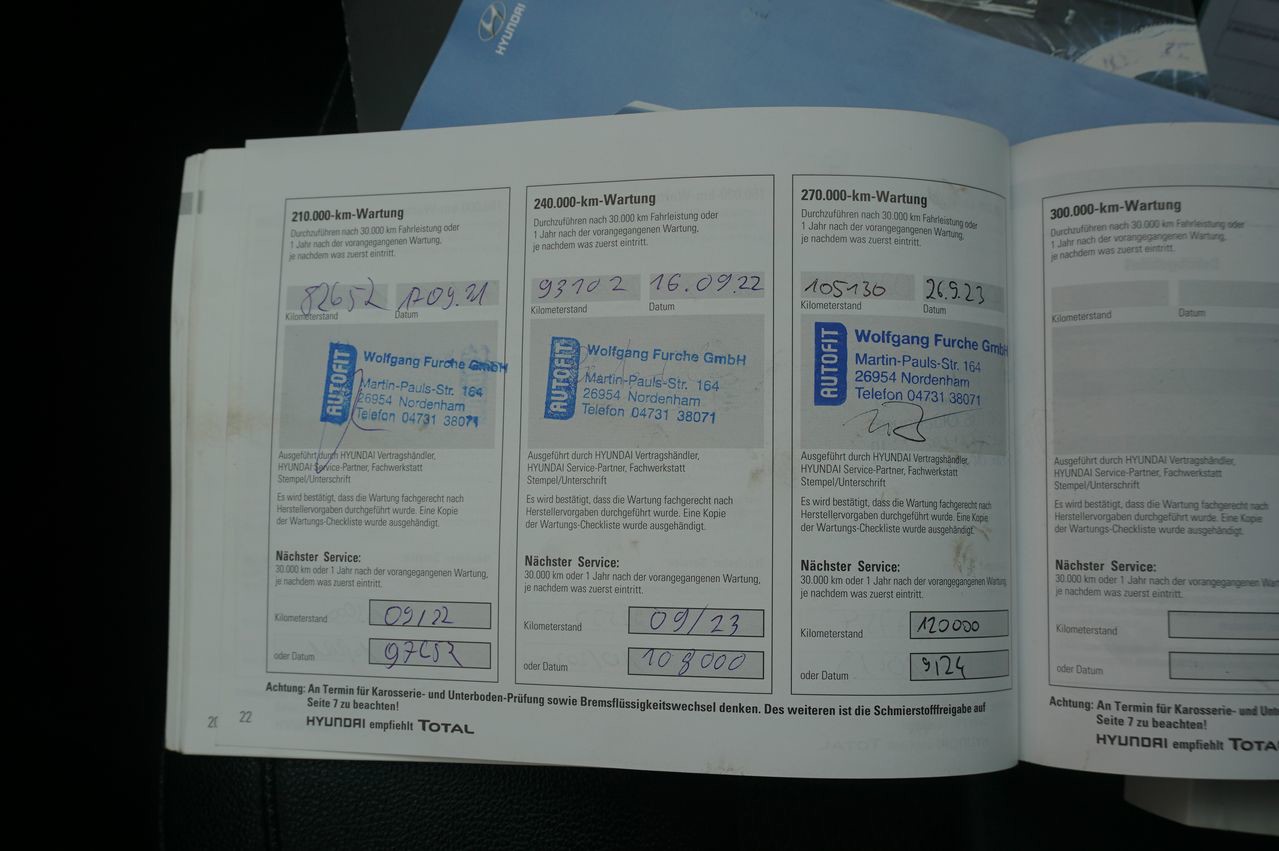 HYUNDAI
210.000-km-Wartung
Durchzuführen nach 30.000 km Fahrleistung oder
1 Jahr nach der vorangegangenen Wartung,
je nachdem was zuerst eintritt.
82652 17.09.21
Kilometerstand Datum
AUTOFIT
Wolfgang Furche GmbH
Martin-Pauls-Str. 164
26954 Nordenham
Telefon 04731 38071
Ausgeführt durch HYUNDAI Vertragshändler,
HYUNDAI Service-Partner, Fachwerkstatt
Stempel/Unterschrift
Es wird bestätigt, dass die Wartung fachgerecht nach
Herstellervorgaben durchgeführt wurde. Eine Kopie
der Wartungs-Checkliste wurde ausgehändigt.
Nächster Service:
30.000 km oder 1 Jahr nach der vorangegangenen Wartung,
je nachdem was zuerst eintritt.
Kilometerstand 09/22
oder Datum 97652
240.000-km-Wartung
Durchzuführen nach 30.000 km Fahrleistung oder
1 Jahr nach der vorangegangenen Wartung,
je nachdem was zuerst eintritt.
93102 16.09.22
Kilometerstand Datum
AUTOFIT
Wolfgang Furche GmbH
Martin-Pauls-Str. 164
26954 Nordenham
Telefon 04731 38071
Ausgeführt durch HYUNDAI Vertragshändler,
HYUNDAI Service-Partner, Fachwerkstatt
Stempel/Unterschrift
Es wird bestätigt, dass die Wartung fachgerecht nach
Herstellervorgaben durchgeführt wurde. Eine Kopie
der Wartungs-Checkliste wurde ausgehändigt.
Nächster Service:
30.000 km oder 1 Jahr nach der vorangegangenen Wartung,
je nachdem was zuerst eintritt.
Kilometerstand 09/23
oder Datum 108000
270.000-km-Wartung
Durchzuführen nach 30.000 km Fahrleistung oder
1 Jahr nach der vorangegangenen Wartung,
je nachdem was zuerst eintritt.
105130 26.9.23
Kilometerstand Datum
AUTOFIT
Wolfgang Furche GmbH
Martin-Pauls-Str. 164
26954 Nordenham
Telefon 04731 38071
Ausgeführt durch HYUNDAI Vertragshändler,
HYUNDAI Service-Partner, Fachwerkstatt
Stempel/Unterschrift
Es wird bestätigt, dass die Wartung fachgerecht nach
Herstellervorgaben durchgeführt wurde. Eine Kopie
der Wartungs-Checkliste wurde ausgehändigt.
Nächster Service:
30.000 km oder 1 Jahr nach der vorangegangenen Wartung,
je nachdem was zuerst eintritt.
Kilometerstand 120000
oder Datum 9/24
Achtung: An Termin für Karosserie- und Unterboden-Prüfung sowie Bremsflüssigkeitswechsel denken. Des weiteren ist die Schmierstofffreigabe auf
Seite 7 zu beachten!
22 HYUNDAI empfiehlt TOTAL
300.000-km-Wartung
Durchzuführen nach 30.000 km Fahrleistung oder
1 Jahr nach der vorangegangenen Wartung,
je nachdem was zuerst eintritt.
Kilometerstand Datum
Ausgeführt durch HYUNDAI Vertragshändler,
HYUNDAI Service-Partner, Fachwerkstatt
Stempel/Unterschrift
Es wird bestätigt, dass die Wartung fachgerecht nach
Herstellervorgaben durchgeführt wurde. Eine Kopie
der Wartungs-Checkliste wurde ausgehändigt.
Nächster Service:
30.000 km oder 1 Jahr nach der vorangegangenen
je nachdem was zuerst eintritt.
Kilometerstand
oder Datum
Achtung: An Termin für Karosserie- und
Seite 7 zu beachten!
HYUNDAI empfiehlt